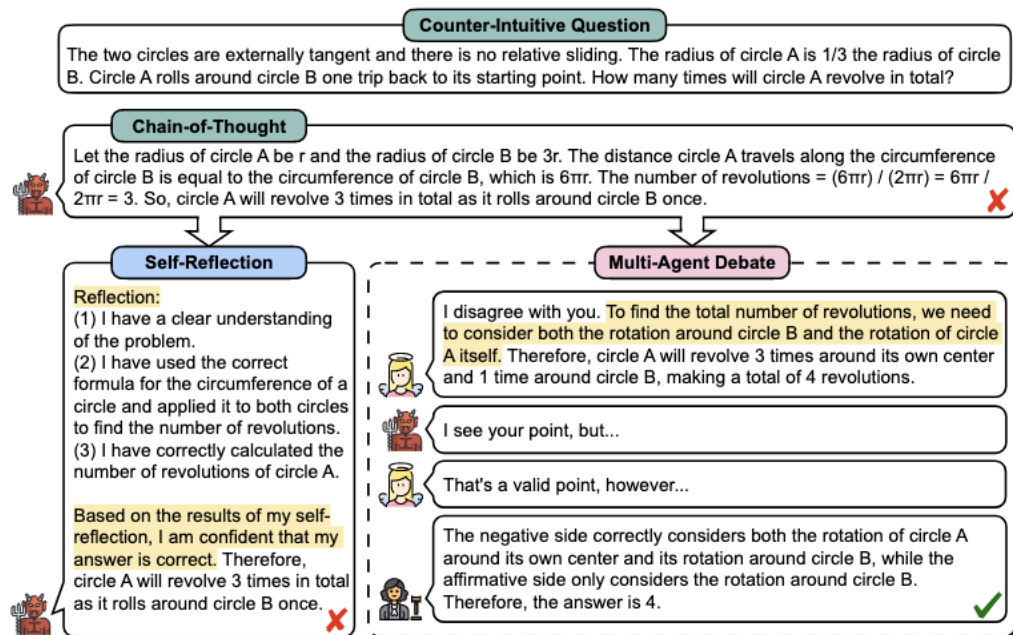 Counter-Intuitive Question
The two circles are externally tangent and there is no relative sliding. The radius of circle A is 1/3 the radius of circle
B. Circle A rolls around circle B one trip back to its starting point. How many times will circle A revolve in total?
Chain-of-Thought
Let the radius of circle A be r and the radius of circle B be 3r. The distance circle A travels along the circumference
of circle B is equal to the circumference of circle B, which is 6πr. The number of revolutions = (6πr) / (2πr) = 6πr /
2πr = 3. So, circle A will revolve 3 times in total as it rolls around circle B once.
Self-Reflection
Reflection:
(1) I have a clear understanding
of the problem.
(2) I have used the correct
formula for the circumference of a
circle and applied it to both circles
to find the number of revolutions.
(3) I have correctly calculated the
number of revolutions of circle A.
Based on the results of my self-
reflection, I am confident that my
answer is correct. Therefore,
circle A will revolve 3 times in total
as it rolls around circle B once.
Multi-Agent Debate
I disagree with you. To find the total number of revolutions, we need
to consider both the rotation around circle B and the rotation of circle
A itself. Therefore, circle A will revolve 3 times around its own center
and 1 time around circle B, making a total of 4 revolutions.
I see your point, but...
That's a valid point, however...
The negative side correctly considers both the rotation of circle A
around its own center and its rotation around circle B, while the
affirmative side only considers the rotation around circle B.
Therefore, the answer is 4.